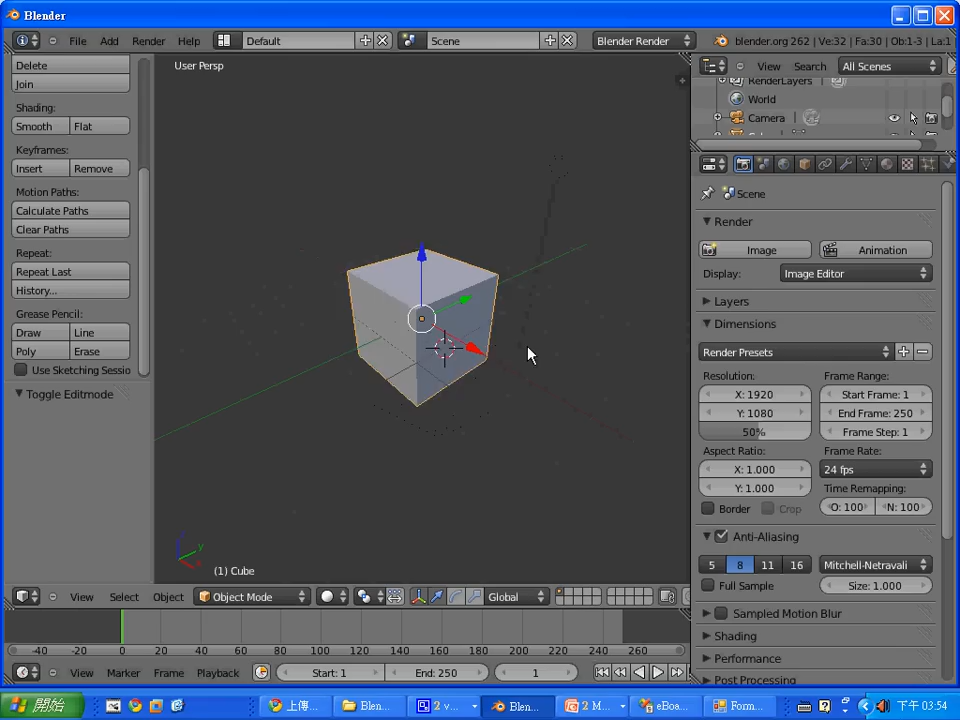 Blender
File Add Render Help Default Scene Blender Render blender.org 262 | Ve:32 | Fa:30 | Ob:1-3 | La:1
Delete
Join
Shading:
Smooth Flat
Keyframes:
Insert Remove
Motion Paths:
Calculate Paths
Clear Paths
Repeat:
Repeat Last
History...
Grease Pencil:
Draw Line
Poly Erase
Use Sketching Sessio
Toggle Editmode
User Persp
z
y
x
(1) Cube
View Select Object Object Mode Global
-40 -20 0 20 40 60 80 100 120 140 160 180 200 220 240 260
View Marker Frame Playback Start: 1 End: 250 1
View Search All Scenes
RenderLayers
World
Camera
Scene
Render
Image Animation
Display: Image Editor
Layers
Dimensions
Render Presets
Resolution: Frame Range:
X: 1920 Start Frame: 1
Y: 1080 End Frame: 250
50% Frame Step: 1
Aspect Ratio: Frame Rate:
X: 1.000 24 fps
Y: 1.000 Time Remapping:
Border Crop O: 100 N: 100
Anti-Aliasing
5 8 11 16 Mitchell-Netravali
Full Sample Size: 1.000
Sampled Motion Blur
Shading
Performance
Post Processing
開始 上傳... Blen... 2 v... Blen... 2 M... eBoa... Form... 下午 03:54